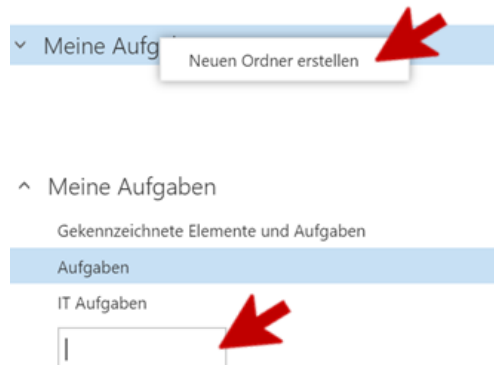 Meine Aufg
Neuen Ordner erstellen
Meine Aufgaben
Gekennzeichnete Elemente und Aufgaben
Aufgaben
IT Aufgaben